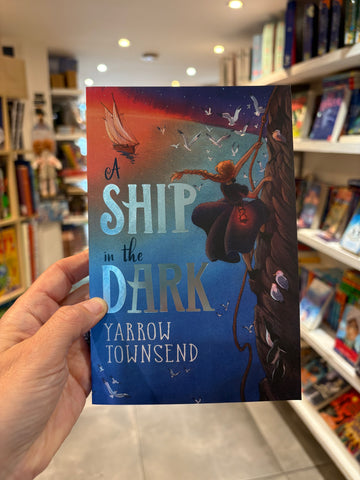 A
SHIP
in the
DARK
YARROW
TOWNSEND